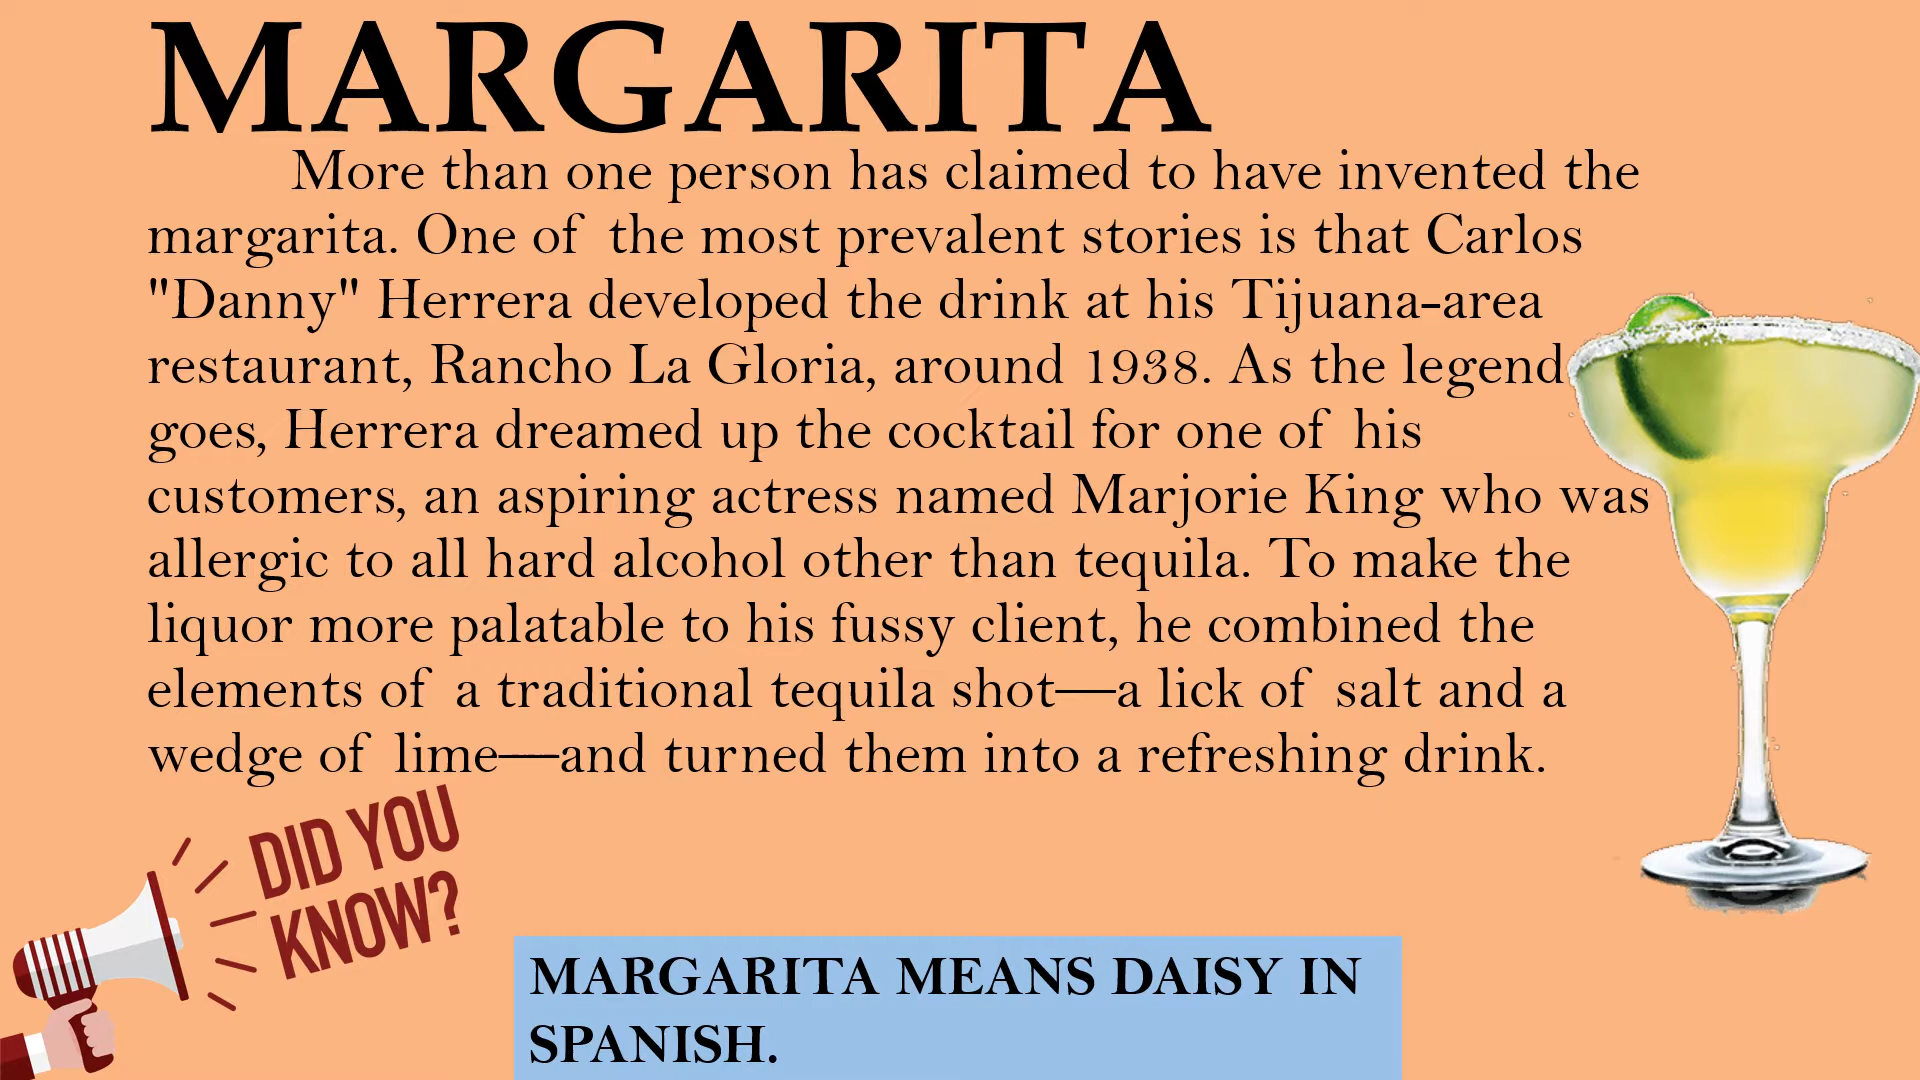 MARGARITA
More than one person has claimed to have invented the
margarita. One of the most prevalent stories is that Carlos
"Danny" Herrera developed the drink at his Tijuana-area
restaurant, Rancho La Gloria, around 1938. As the legend
goes, Herrera dreamed up the cocktail for one of his
customers, an aspiring actress named Marjorie King who was
allergic to all hard alcohol other than tequila. To make the
liquor more palatable to his fussy client, he combined the
elements of a traditional tequila shot—a lick of salt and a
wedge of lime—and turned them into a refreshing drink.
DID YOU
KNOW?
MARGARITA MEANS DAISY IN
SPANISH.